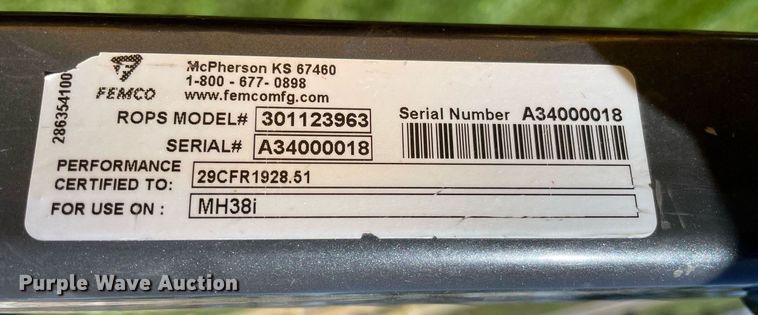 286354100
FEMCO
McPherson KS 67460
1-800 - 677- 0898
www.femcomfg.com
ROPS MODEL# 301123963
SERIAL# A34000018
Serial Number A34000018
PERFORMANCE CERTIFIED TO: 29CFR1928.51
FOR USE ON : MH38i
Purple Wave Auction